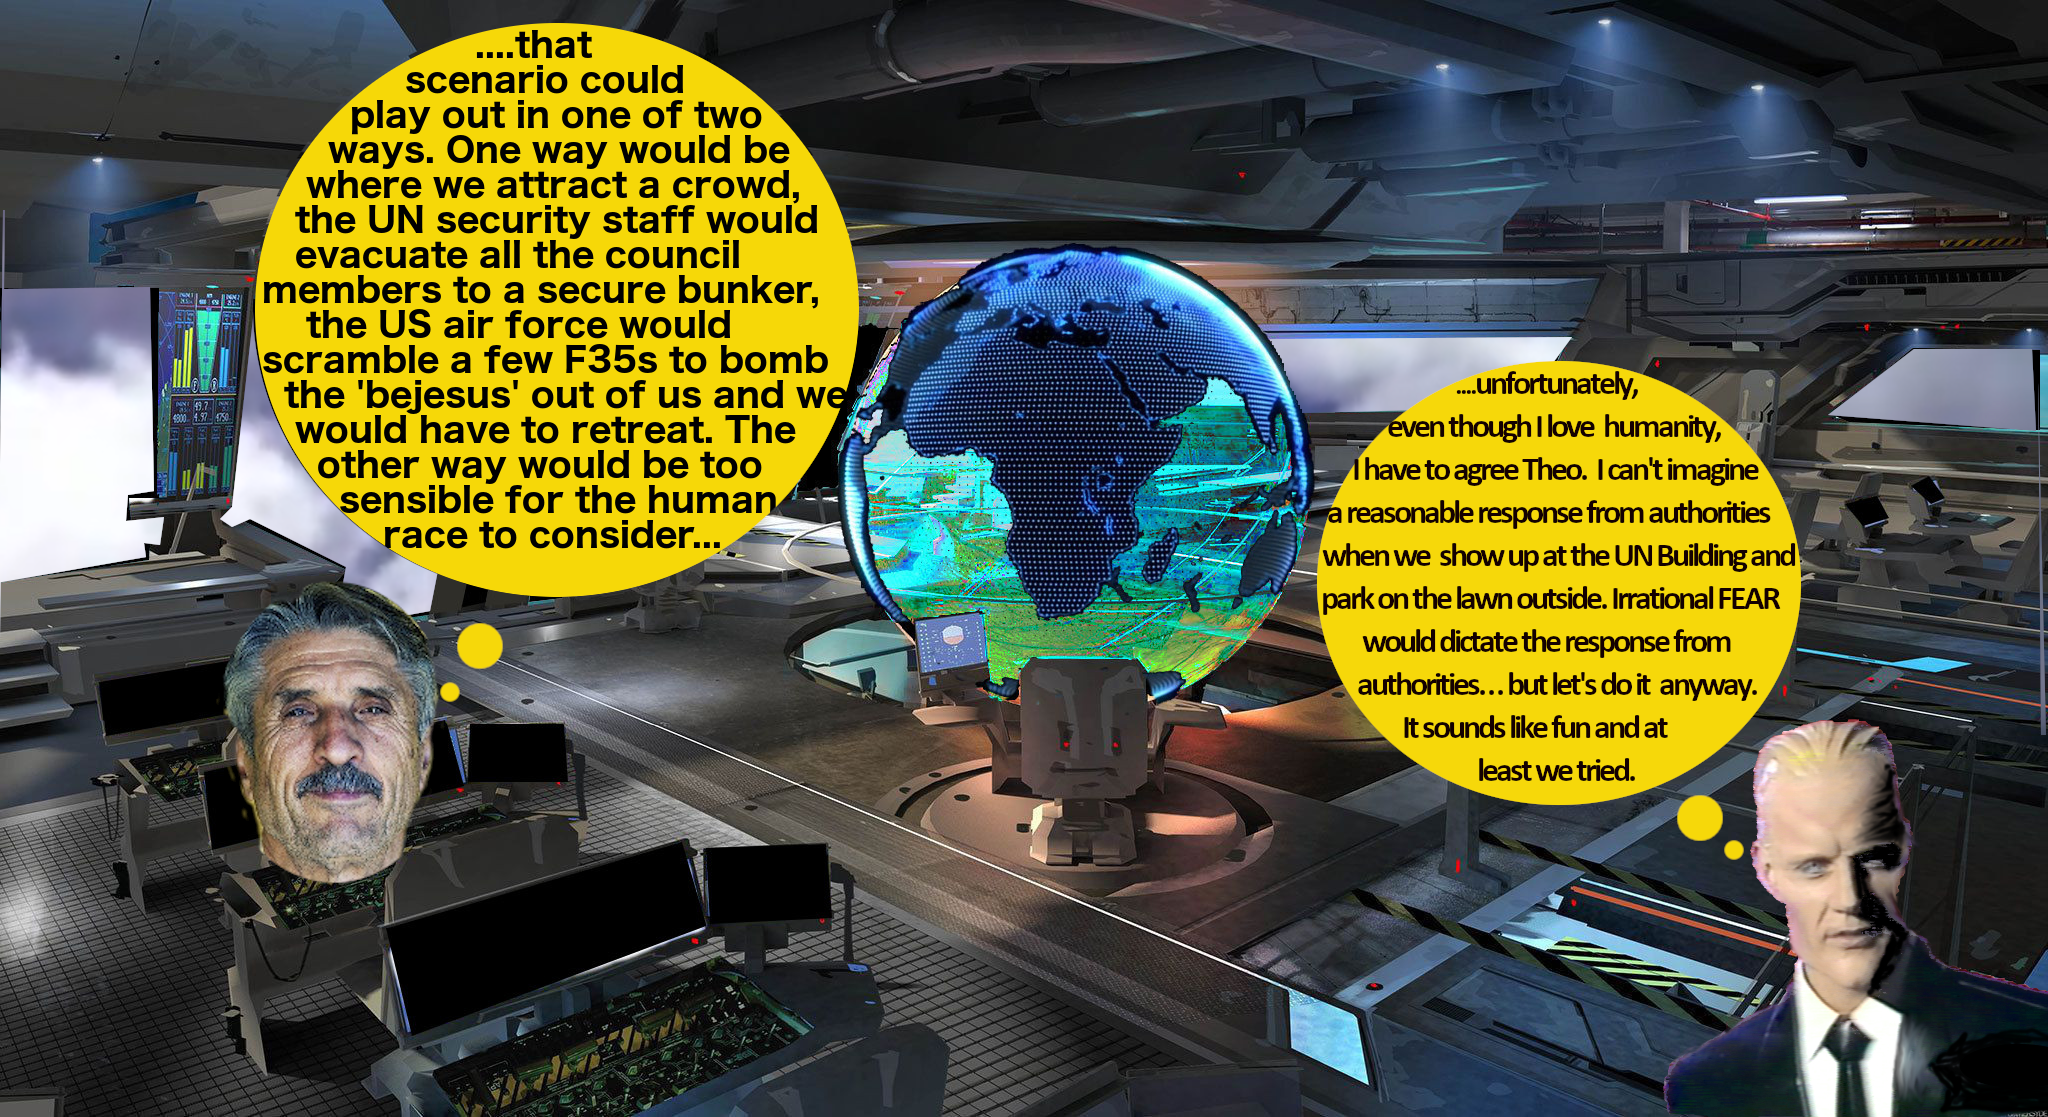 ....that
scenario could
play out in one of two
ways. One way would be
where we attract a crowd,
the UN security staff would
evacuate all the council
members to a secure bunker,
the US air force would
scramble a few F35s to bomb
the 'bejesus' out of us and we
would have to retreat. The
other way would be too
sensible for the human
race to consider...
....unfortunately,
even though I love humanity,
I have to agree Theo. I can't imagine
a reasonable response from authorities
when we show up at the UN Building and
park on the lawn outside. Irrational FEAR
would dictate the response from
authorities... but let's do it anyway.
It sounds like fun and at
least we tried.